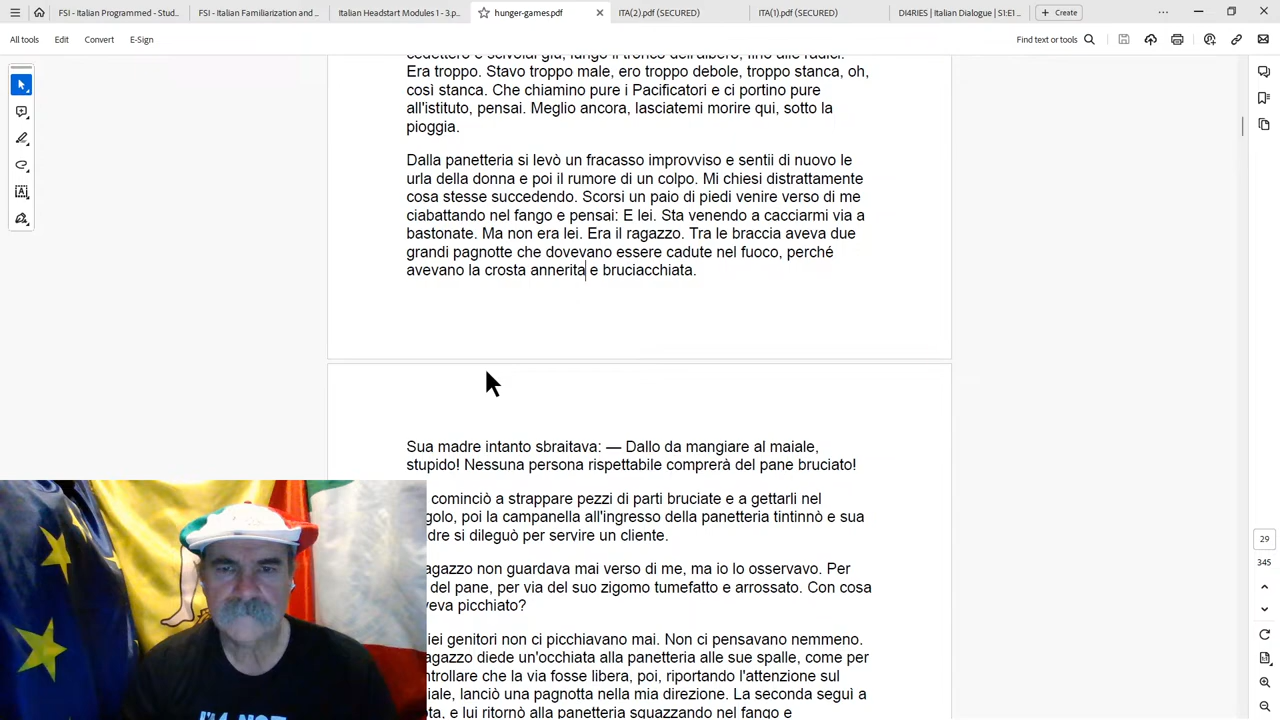 FSI - Italian Programmed - Stud...
FSI - Italian Familiarization and ...
Italian Headstart Modules 1 - 3.p...
hunger-games.pdf
ITA(2).pdf (SECURED)
ITA(1).pdf (SECURED)
DI4RIES | Italian Dialogue | S1:E1 ...
Create
All tools
Edit
Convert
E-Sign
Find text or tools
cedettero e scivolai giù, lungo il tronco dell'albero, fino alle radici.
Era troppo. Stavo troppo male, ero troppo debole, troppo stanca, oh,
così stanca. Che chiamino pure i Pacificatori e ci portino pure
all'istituto, pensai. Meglio ancora, lasciatemi morire qui, sotto la
pioggia.
Dalla panetteria si levò un fracasso improvviso e sentii di nuovo le
urla della donna e poi il rumore di un colpo. Mi chiesi distrattamente
cosa stesse succedendo. Scorsi un paio di piedi venire verso di me
ciabattando nel fango e pensai: E lei. Sta venendo a cacciarmi via a
bastonate. Ma non era lei. Era il ragazzo. Tra le braccia aveva due
grandi pagnotte che dovevano essere cadute nel fuoco, perché
avevano la crosta annerita e bruciacchiata.
Sua madre intanto sbraitava: — Dallo da mangiare al maiale,
stupido! Nessuna persona rispettabile comprerà del pane bruciato!
cominciò a strappare pezzi di parti bruciate e a gettarli nel
golo, poi la campanella all'ingresso della panetteria tintinnò e sua
dre si dileguò per servire un cliente.
agazzo non guardava mai verso di me, ma io lo osservavo. Per
del pane, per via del suo zigomo tumefatto e arrossato. Con cosa
veva picchiato?
iei genitori non ci picchiavano mai. Non ci pensavano nemmeno.
agazzo diede un'occhiata alla panetteria alle sue spalle, come per
ntrollare che la via fosse libera, poi, riportando l'attenzione sul
iale, lanciò una pagnotta nella mia direzione. La seconda seguì a
ota, e lui ritornò alla panetteria sguazzando nel fango e
29
345
I'M NOT